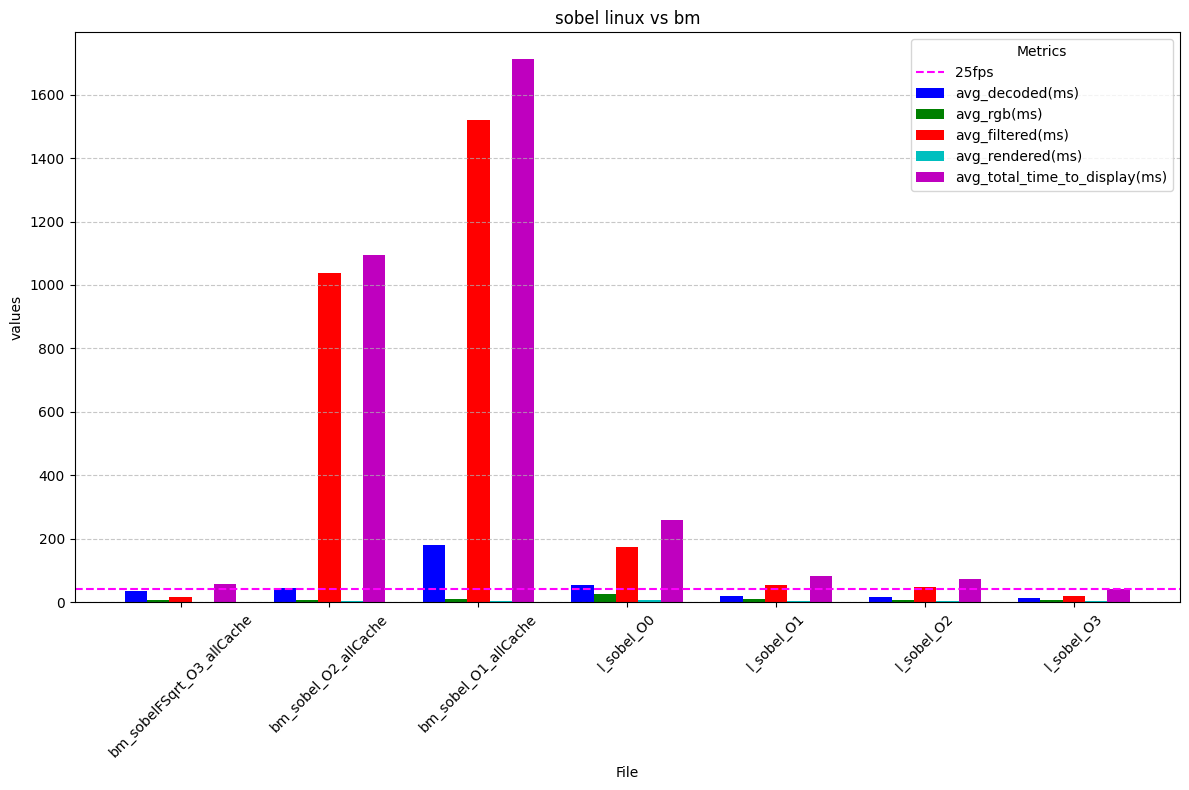 sobel linux vs bm
Metrics
25fps
avg_decoded(ms)
avg_rgb(ms)
avg_filtered(ms)
avg_rendered(ms)
avg_total_time_to_display(ms)
values
1600
1400
1200
1000
800
600
400
200
0
bm_sobelFSqrt_O3_allCache
bm_sobel_O2_allCache
bm_sobel_O1_allCache
l_sobel_O0
l_sobel_O1
l_sobel_O2
l_sobel_O3
File